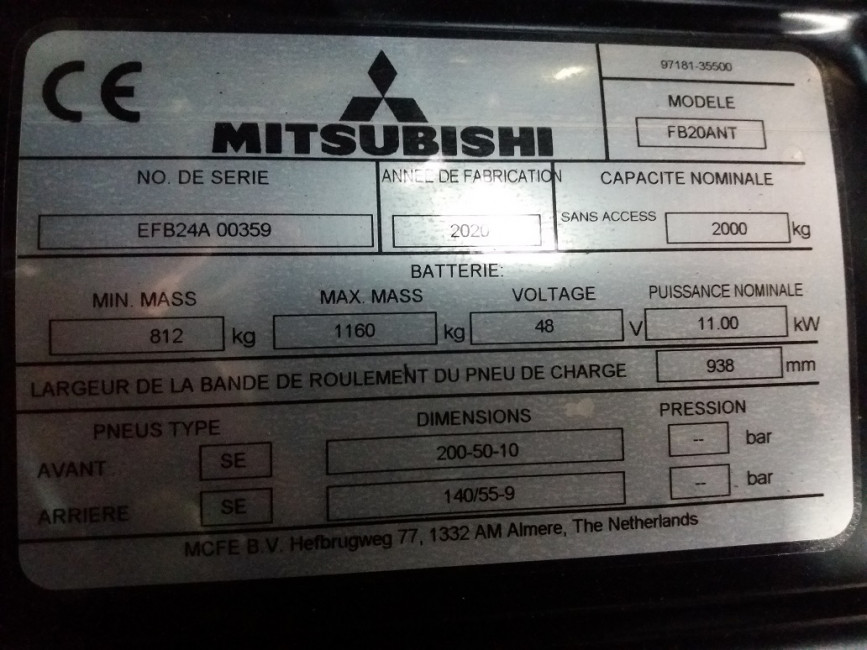 CE
97181-35500
MITSUBISHI
MODELE
FB20ANT
NO. DE SERIE
ANNEE DE FABRICATION
CAPACITE NOMINALE
EFB24A 00359
2020
SANS ACCESS
2000 kg
BATTERIE:
MIN. MASS
MAX. MASS
VOLTAGE
PUISSANCE NOMINALE
812 kg
1160 kg
48 V
11.00 kW
LARGEUR DE LA BANDE DE ROULEMENT DU PNEU DE CHARGE 938 mm
PNEUS TYPE
DIMENSIONS
PRESSION
AVANT SE 200-50-10 -- bar
ARRIERE SE 140/55-9 -- bar
MCFE B.V. Hefbrugweg 77, 1332 AM Almere, The Netherlands